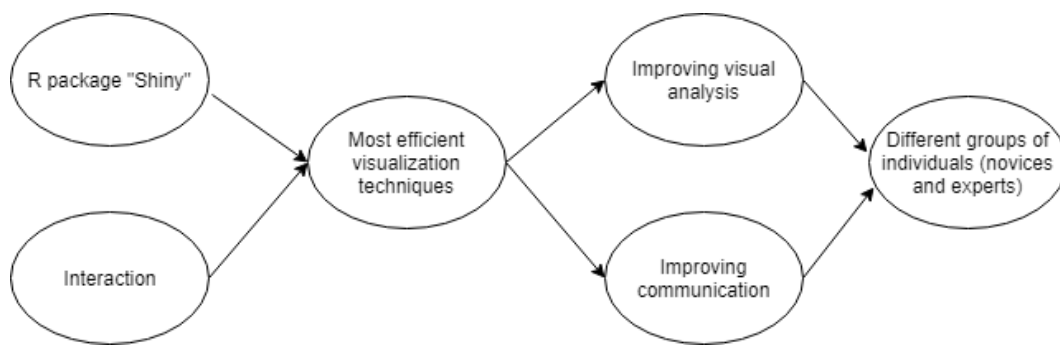 R package "Shiny"
Interaction
Most efficient
visualization
techniques
Improving visual
analysis
Improving
communication
Different groups of
individuals (novices
and experts)